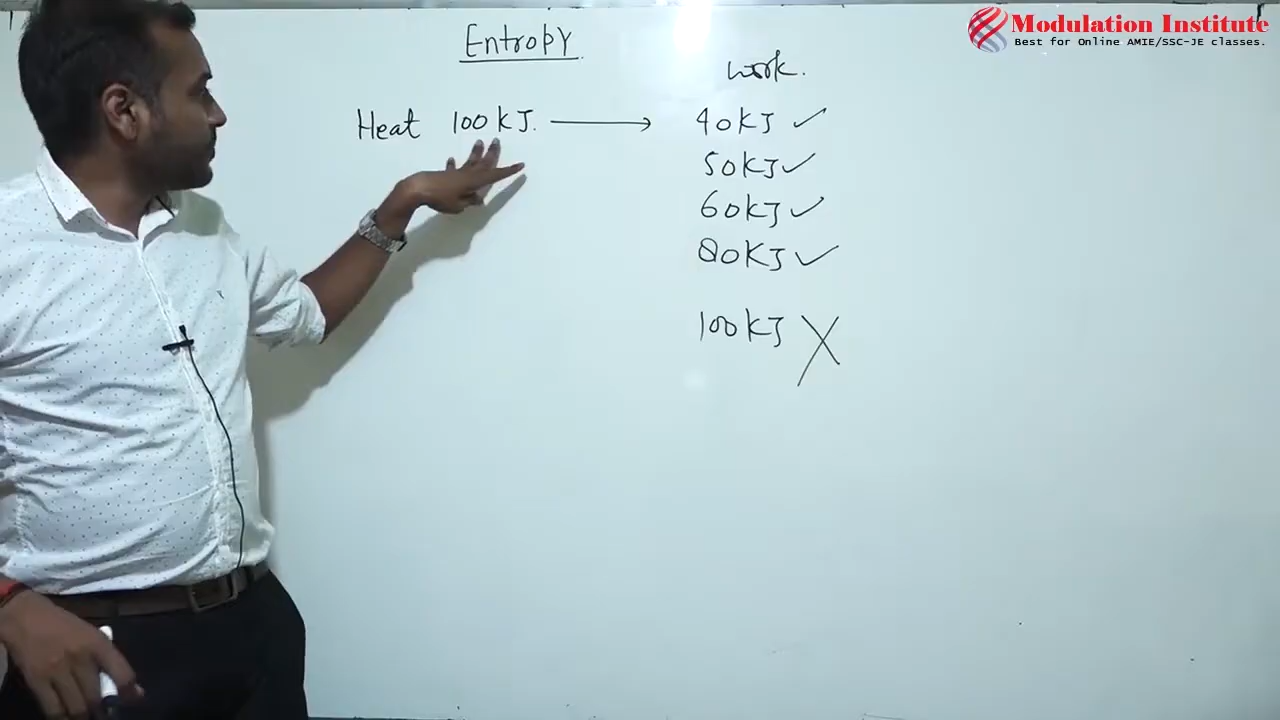 Modulation Institute
Best for Online AMIE/SSC-JE classes.
Entropy
Work.
Heat 100 kJ. → 40kJ ✓
50kJ ✓
60kJ ✓
80kJ ✓
100kJ X